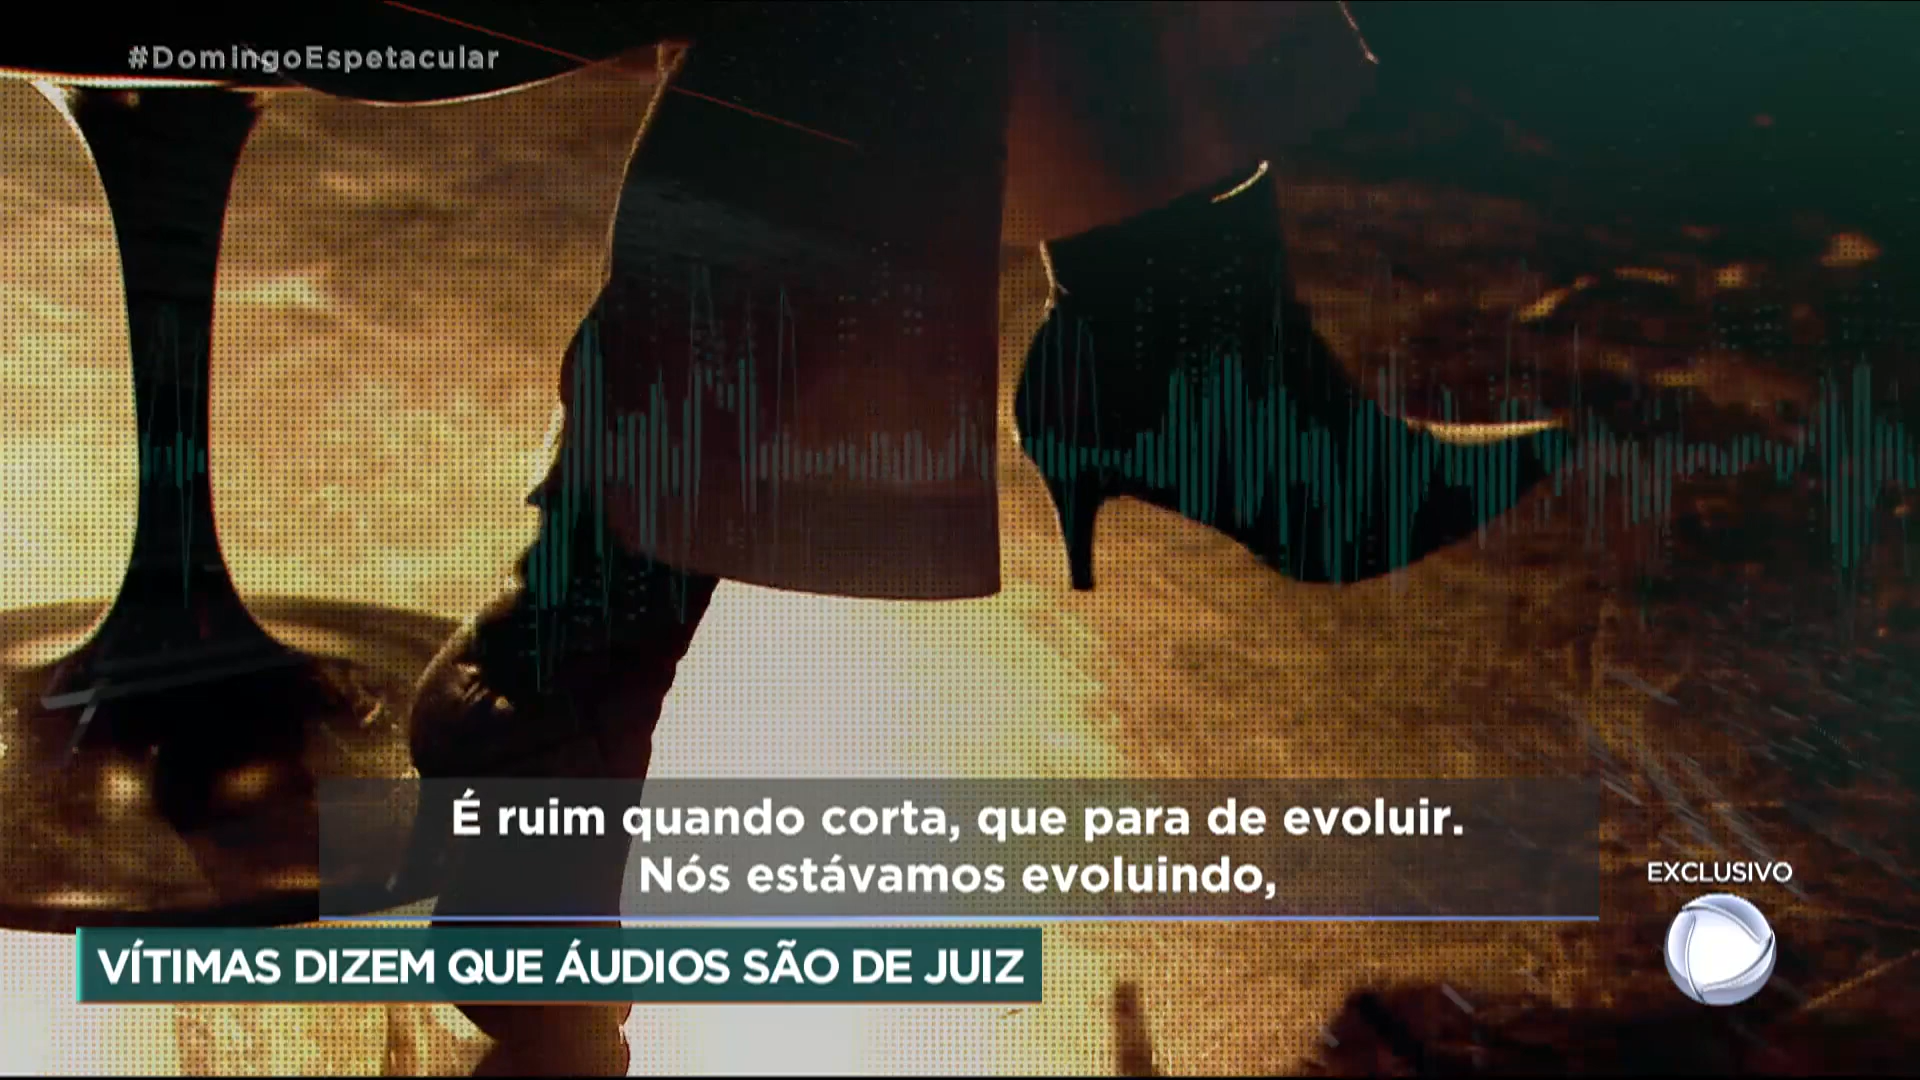 #DomingoEspetacular
É ruim quando corta, que para de evoluir.
Nós estávamos evoluindo,
EXCLUSIVO
VÍTIMAS DIZEM QUE ÁUDIOS SÃO DE JUIZ